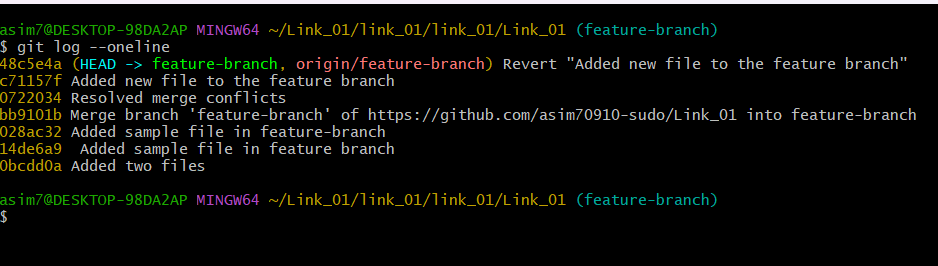 asim7@DESKTOP-98DA2AP MINGW64 ~/Link_01/link_01/link_01/Link_01 (feature-branch)
$ git log --oneline
48c5e4a (HEAD -> feature-branch, origin/feature-branch) Revert "Added new file to the feature branch"
c71157f Added new file to the feature branch
0722034 Resolved merge conflicts
bb9101b Merge branch 'feature-branch' of https://github.com/asim70910-sudo/Link_01 into feature-branch
028ac32 Added sample file in feature-branch
14de6a9  Added sample file in feature branch
0bcdd0a Added two files
asim7@DESKTOP-98DA2AP MINGW64 ~/Link_01/link_01/link_01/Link_01 (feature-branch)
$